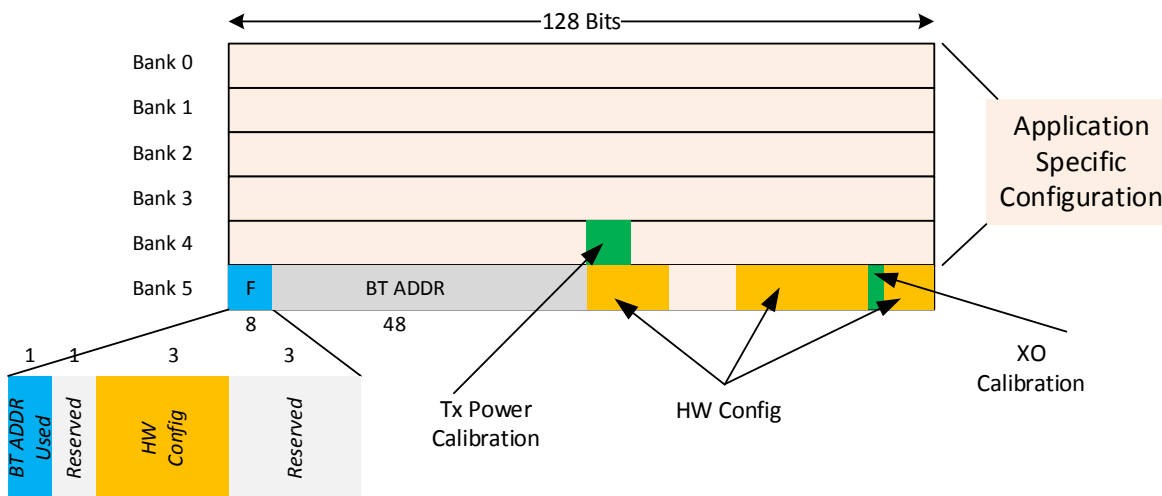 128 Bits
Bank 0
Bank 1
Bank 2
Bank 3
Bank 4
Bank 5
Application
Specific
Configuration
F
BT ADDR
8
48
1
1
3
3
BT ADDR
Used
Reserved
HW
Config
Reserved
Tx Power
Calibration
HW Config
XO
Calibration